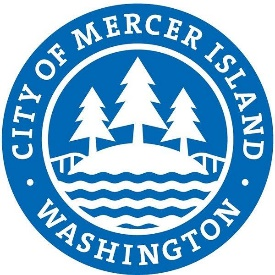 CITY OF MERCER ISLAND
• WASHINGTON •